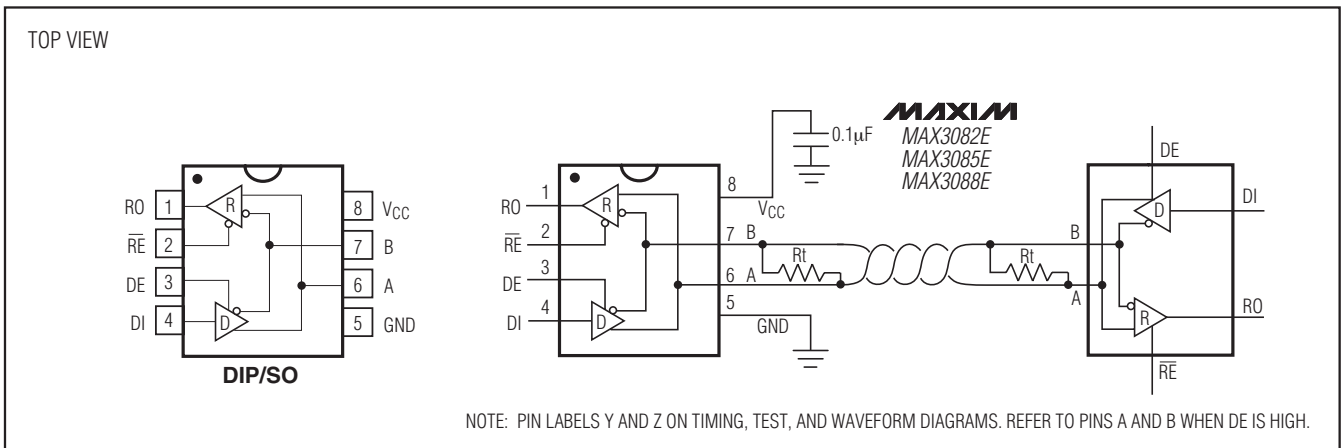 TOP VIEW
RO 1
R̅E̅ 2
DE 3
DI 4
8 VCC
7 B
6 A
5 GND
R
D
DIP/SO
RO 1
R̅E̅ 2
DE 3
DI 4
R
D
8 VCC
7 B
6 A
5 GND
0.1µF
MAXIM
MAX3082E
MAX3085E
MAX3088E
Rt
Rt
B
A
DE
D
DI
R
RO
R̅E̅
NOTE: PIN LABELS Y AND Z ON TIMING, TEST, AND WAVEFORM DIAGRAMS. REFER TO PINS A AND B WHEN DE IS HIGH.